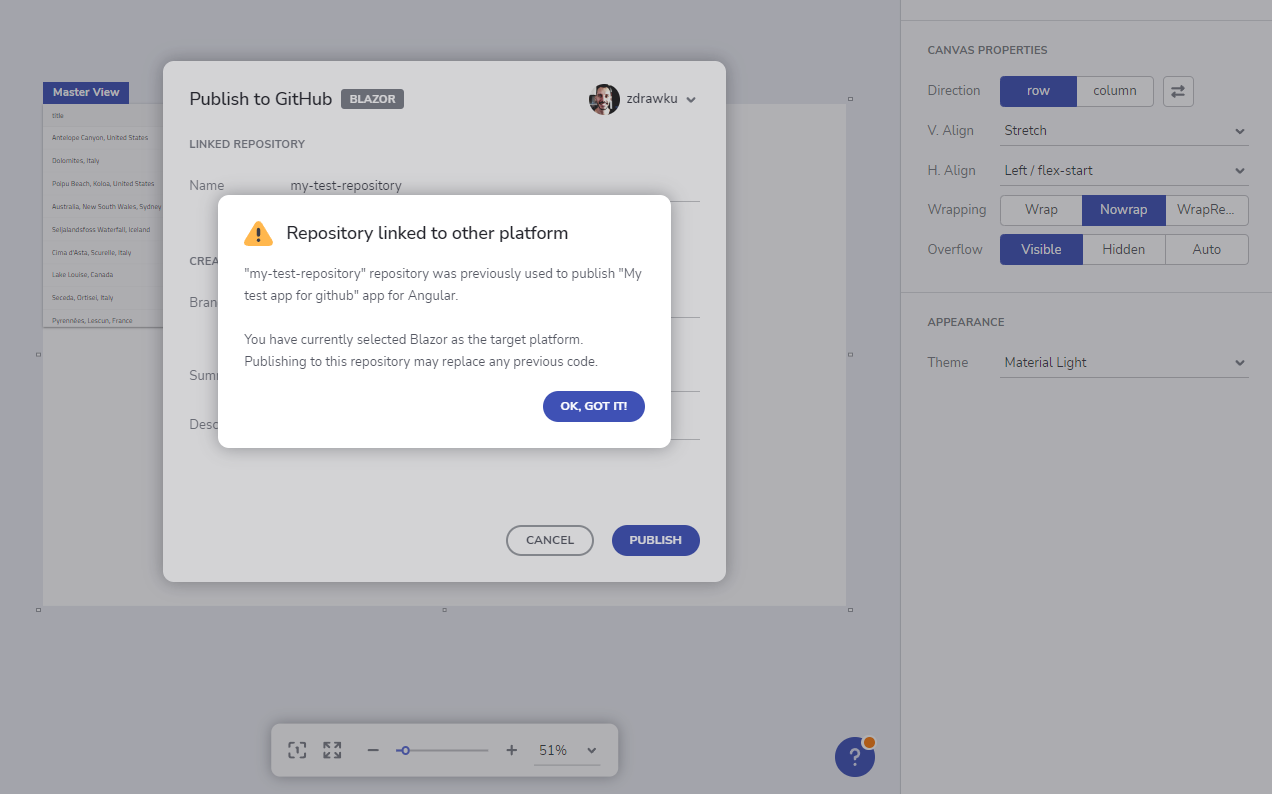 Master View
title
Antelope Canyon, United States
Dolomites, Italy
Poipu Beach, Koloa, United States
Australia, New South Wales, Sydney
Seljalandsfoss Waterfall, Iceland
Cima d'Asta, Scurelle, Italy
Lake Louise, Canada
Seceda, Ortisei, Italy
Pyrennées, Lescun, France
Publish to GitHub BLAZOR
zdrawku
LINKED REPOSITORY
Name my-test-repository
CREA
Bran
Sum
Desc
Repository linked to other platform
"my-test-repository" repository was previously used to publish "My
test app for github" app for Angular.
You have currently selected Blazor as the target platform.
Publishing to this repository may replace any previous code.
OK, GOT IT!
CANCEL PUBLISH
51%
?
CANVAS PROPERTIES
Direction row column
V. Align Stretch
H. Align Left / flex-start
Wrapping Wrap Nowrap WrapRe...
Overflow Visible Hidden Auto
APPEARANCE
Theme Material Light